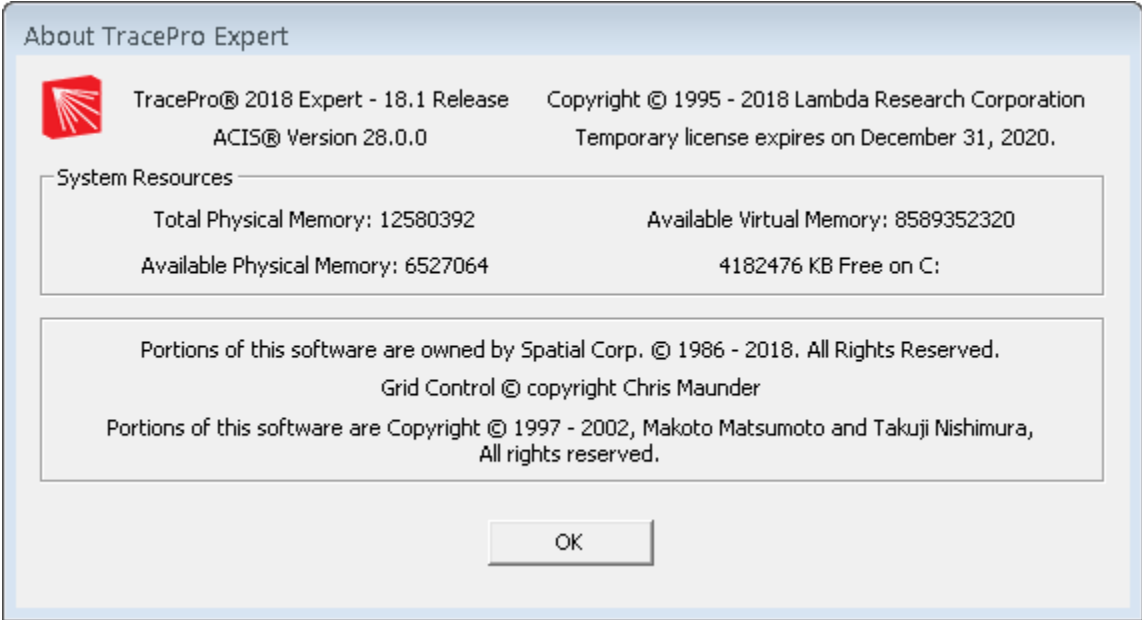 About TracePro Expert
TracePro® 2018 Expert - 18.1 Release
Copyright © 1995 - 2018 Lambda Research Corporation
ACIS® Version 28.0.0
Temporary license expires on December 31, 2020.
System Resources
Total Physical Memory: 12580392
Available Virtual Memory: 8589352320
Available Physical Memory: 6527064
4182476 KB Free on C:
Portions of this software are owned by Spatial Corp. © 1986 - 2018. All Rights Reserved.
Grid Control © copyright Chris Maunder
Portions of this software are Copyright © 1997 - 2002, Makoto Matsumoto and Takuji Nishimura,
All rights reserved.
OK